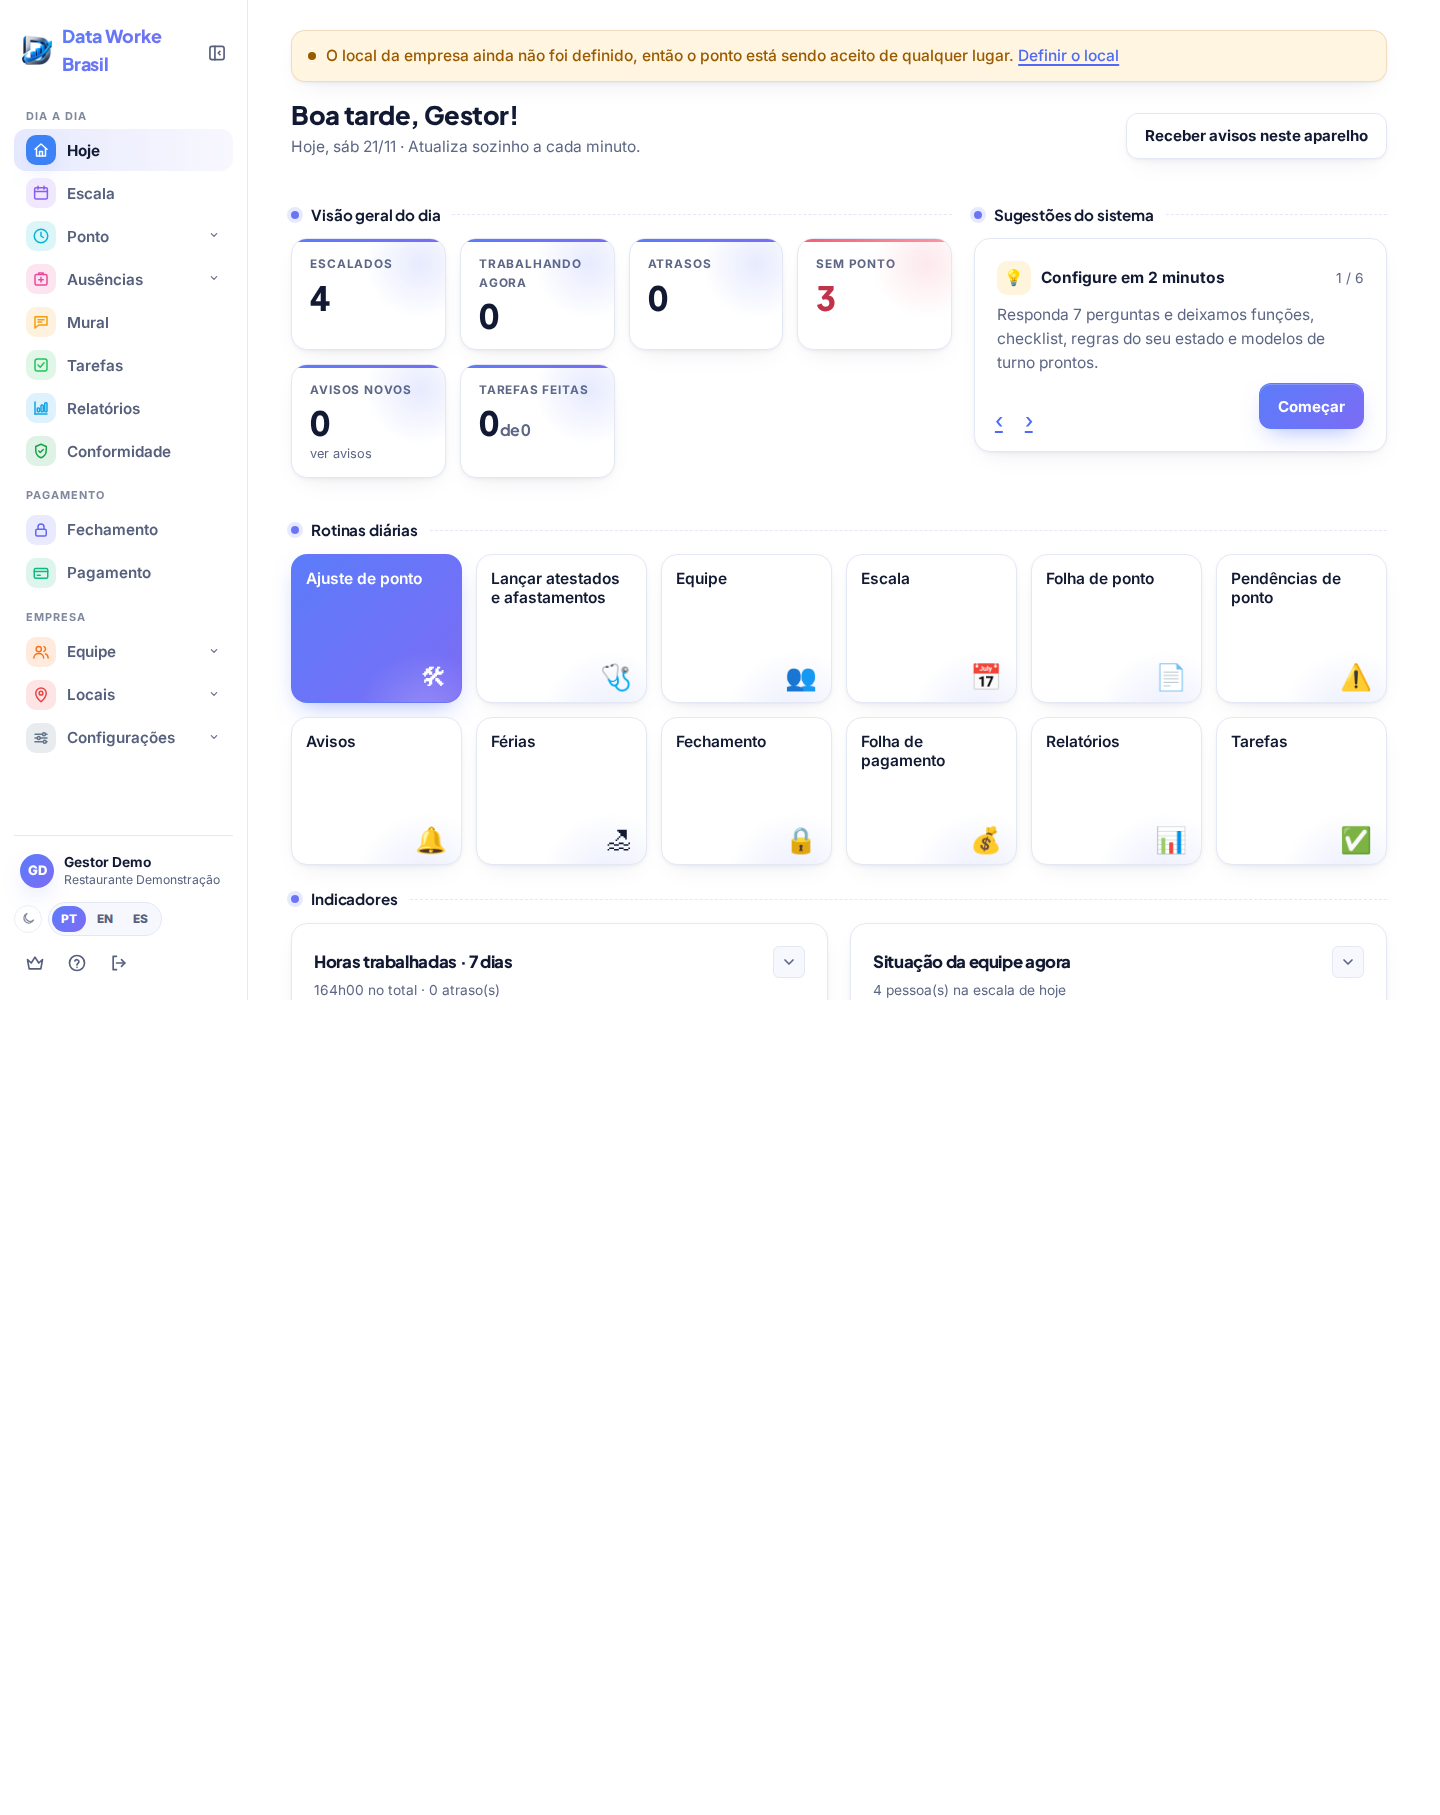 Data Worke
Brasil
DIA A DIA
Hoje
Escala
Ponto
Ausências
Mural
Tarefas
Relatórios
Conformidade
PAGAMENTO
Fechamento
Pagamento
EMPRESA
Equipe
Locais
Configurações
GD
Gestor Demo
Restaurante Demonstração
PT EN ES
O local da empresa ainda não foi definido, então o ponto está sendo aceito de qualquer lugar. Definir o local
Boa tarde, Gestor!
Hoje, sáb 21/11 · Atualiza sozinho a cada minuto.
Receber avisos neste aparelho
Visão geral do dia
ESCALADOS
4
TRABALHANDO
AGORA
0
ATRASOS
0
SEM PONTO
3
AVISOS NOVOS
0
ver avisos
TAREFAS FEITAS
0 de 0
Sugestões do sistema
Configure em 2 minutos
1 / 6
Responda 7 perguntas e deixamos funções,
checklist, regras do seu estado e modelos de
turno prontos.
‹ ›
Começar
Rotinas diárias
Ajuste de ponto
Lançar atestados
e afastamentos
Equipe
Escala
Folha de ponto
Pendências de
ponto
Avisos
Férias
Fechamento
Folha de
pagamento
Relatórios
Tarefas
Indicadores
Horas trabalhadas · 7 dias
164h00 no total · 0 atraso(s)
Situação da equipe agora
4 pessoa(s) na escala de hoje